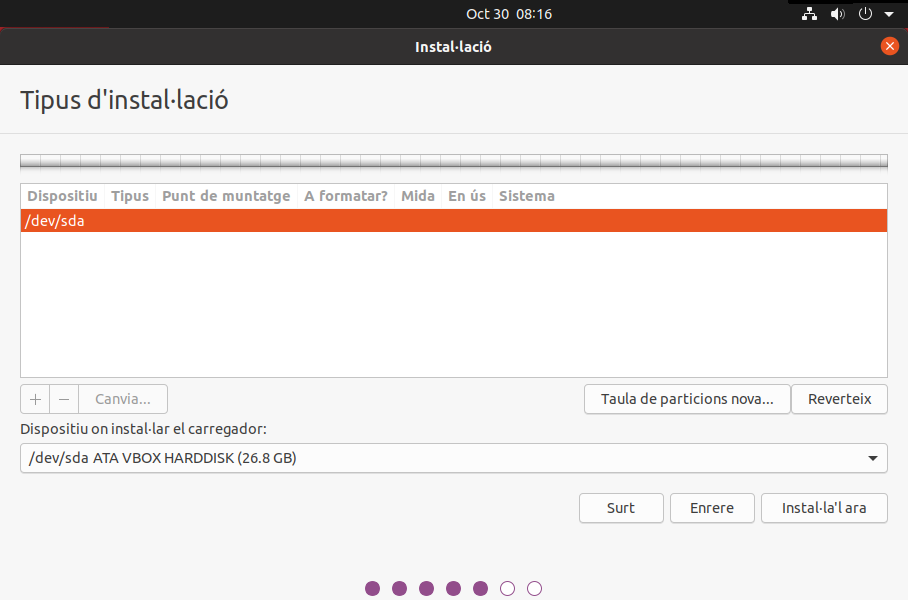 Oct 30 08:16
Instal·lació
Tipus d'instal·lació
Dispositiu Tipus Punt de muntatge A formatar? Mida En ús Sistema
/dev/sda
+ − Canvia... Taula de particions nova... Reverteix
Dispositiu on instal·lar el carregador:
/dev/sda ATA VBOX HARDDISK (26.8 GB)
Surt Enrere Instal·la'l ara